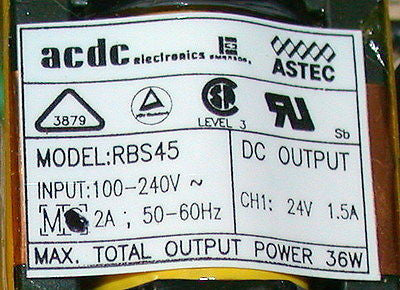 acdc electronics EMERSON. ASTEC
3879 LEVEL 3 Sb
MODEL:RBS45
INPUT:100-240V ~
2A ; 50-60Hz
DC OUTPUT
CH1: 24V 1.5A
MAX. TOTAL OUTPUT POWER 36W